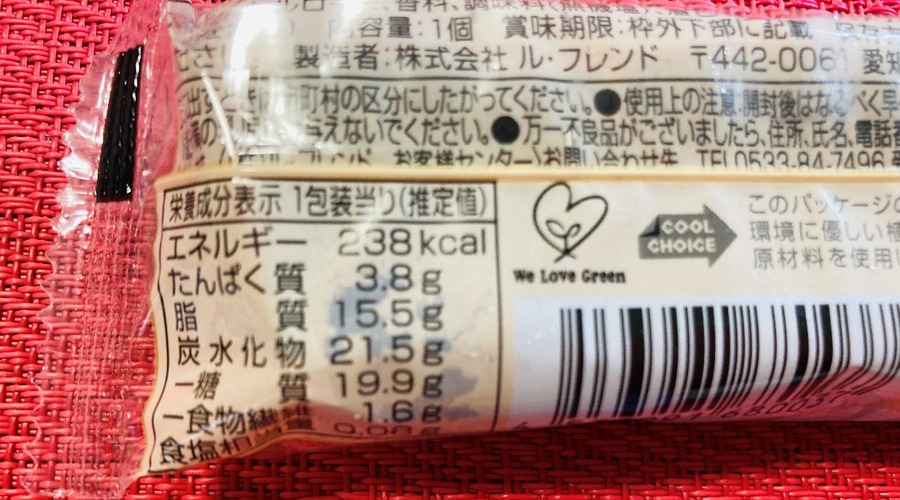 香料、調味料(無機塩
内容量:1個 賞味期限:枠外下部に記載
製造者:株式会社 ル・フレンド 〒442-0061 愛知
町村の区分にしたがってください。●使用上の注意:開封後はなるべく早
えないでください。●万一不良品がございましたら、住所、氏名、電話番
フレンド お客様センター)お問い合わせ先 TEL0533-84-7496
栄養成分表示 1包装当り(推定値)
エネルギー 238kcal
たんぱく質 3.8g
脂質 15.5g
炭水化物 21.5g
-糖質 19.9g
-食物繊維 1.6g
食塩相当量
We Love Green
COOL CHOICE
このパッケージの
環境に優しい植
原材料を使用